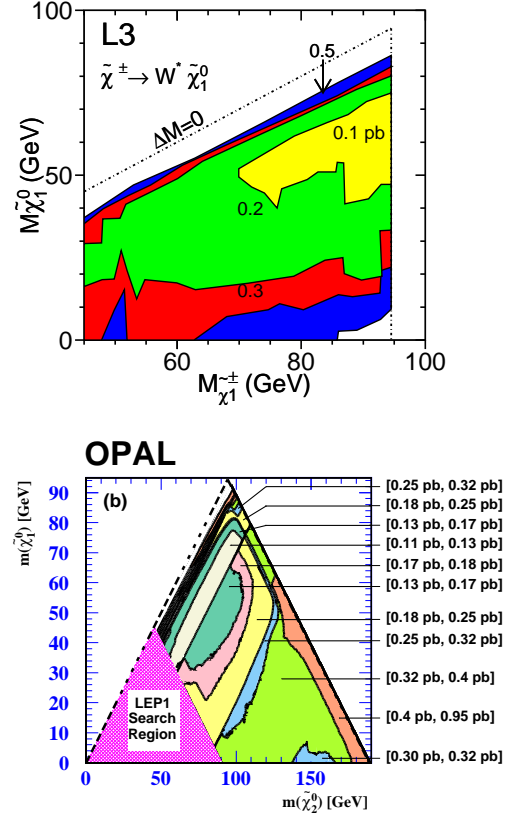 L3
χ̃ ± → W* χ̃₁⁰
ΔM=0
0.5
0.1 pb
0.2
0.3
Mχ̃₁⁰ (GeV)
100
50
0
60
80
100
Mχ̃₁± (GeV)
OPAL
(b)
m(χ̃₁⁰) [GeV]
90
80
70
60
50
40
30
20
10
0
LEP1
Search
Region
[0.25 pb, 0.32 pb]
[0.18 pb, 0.25 pb]
[0.13 pb, 0.17 pb]
[0.11 pb, 0.13 pb]
[0.17 pb, 0.18 pb]
[0.13 pb, 0.17 pb]
[0.18 pb, 0.25 pb]
[0.25 pb, 0.32 pb]
[0.32 pb, 0.4 pb]
[0.4 pb, 0.95 pb]
[0.30 pb, 0.32 pb]
0
50
100
150
m(χ̃₂⁰) [GeV]